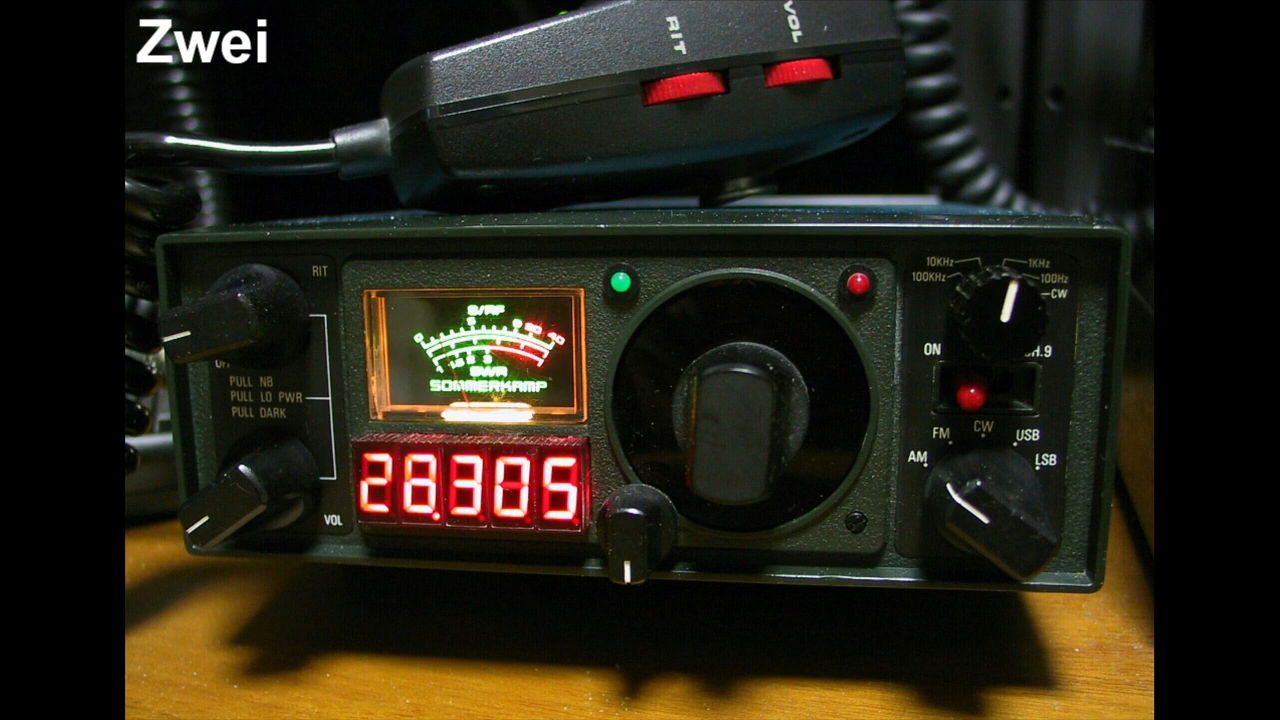 Zwei
RIT
VOL
RIT
OFF
PULL NB
PULL LO PWR
PULL DARK
VOL
S/RF
SWR
SOMMERKAMP
28.305
10KHz
1KHz
100KHz
100Hz
CW
ON
CH.9
FM
CW
USB
AM
LSB